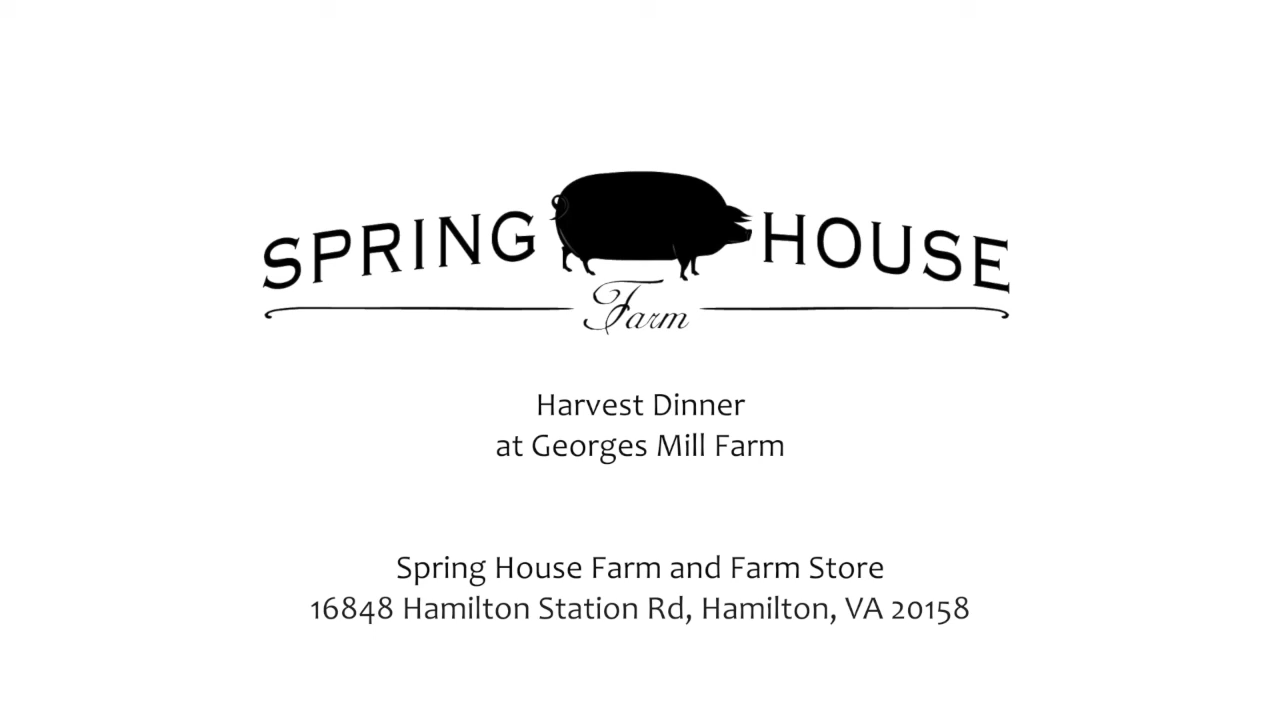 SPRING HOUSE
Farm
Harvest Dinner
at Georges Mill Farm
Spring House Farm and Farm Store
16848 Hamilton Station Rd, Hamilton, VA 20158